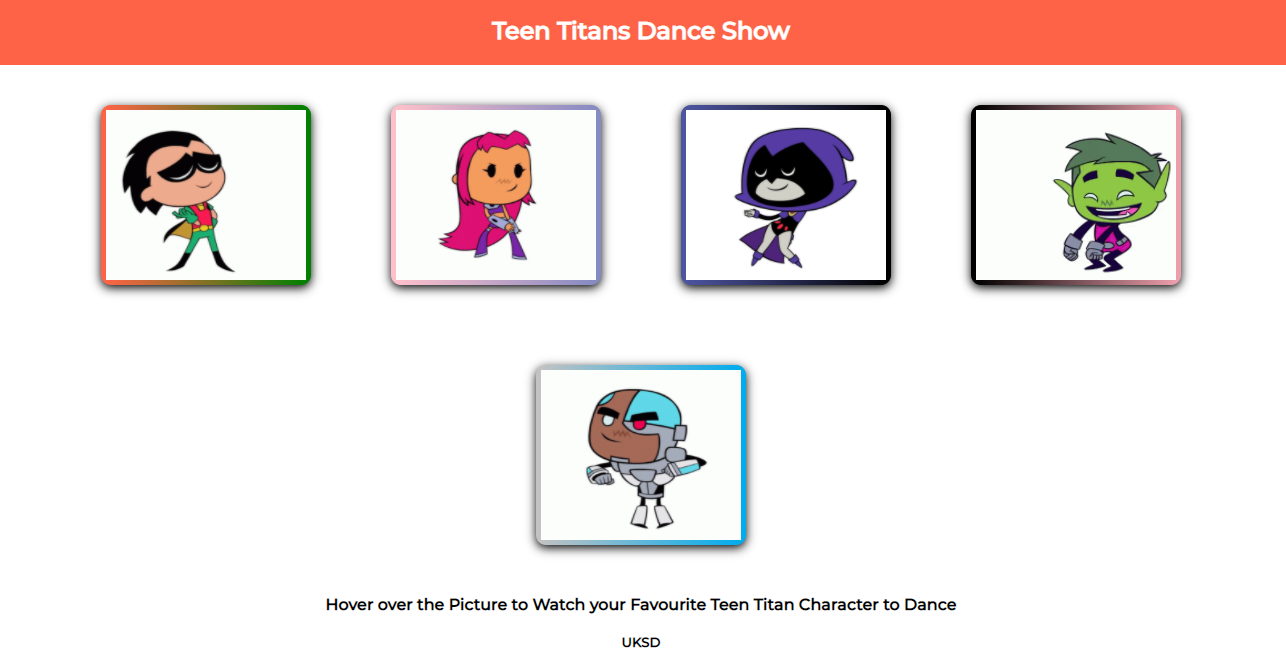 Teen Titans Dance Show
Hover over the Picture to Watch your Favourite Teen Titan Character to Dance
UKSD